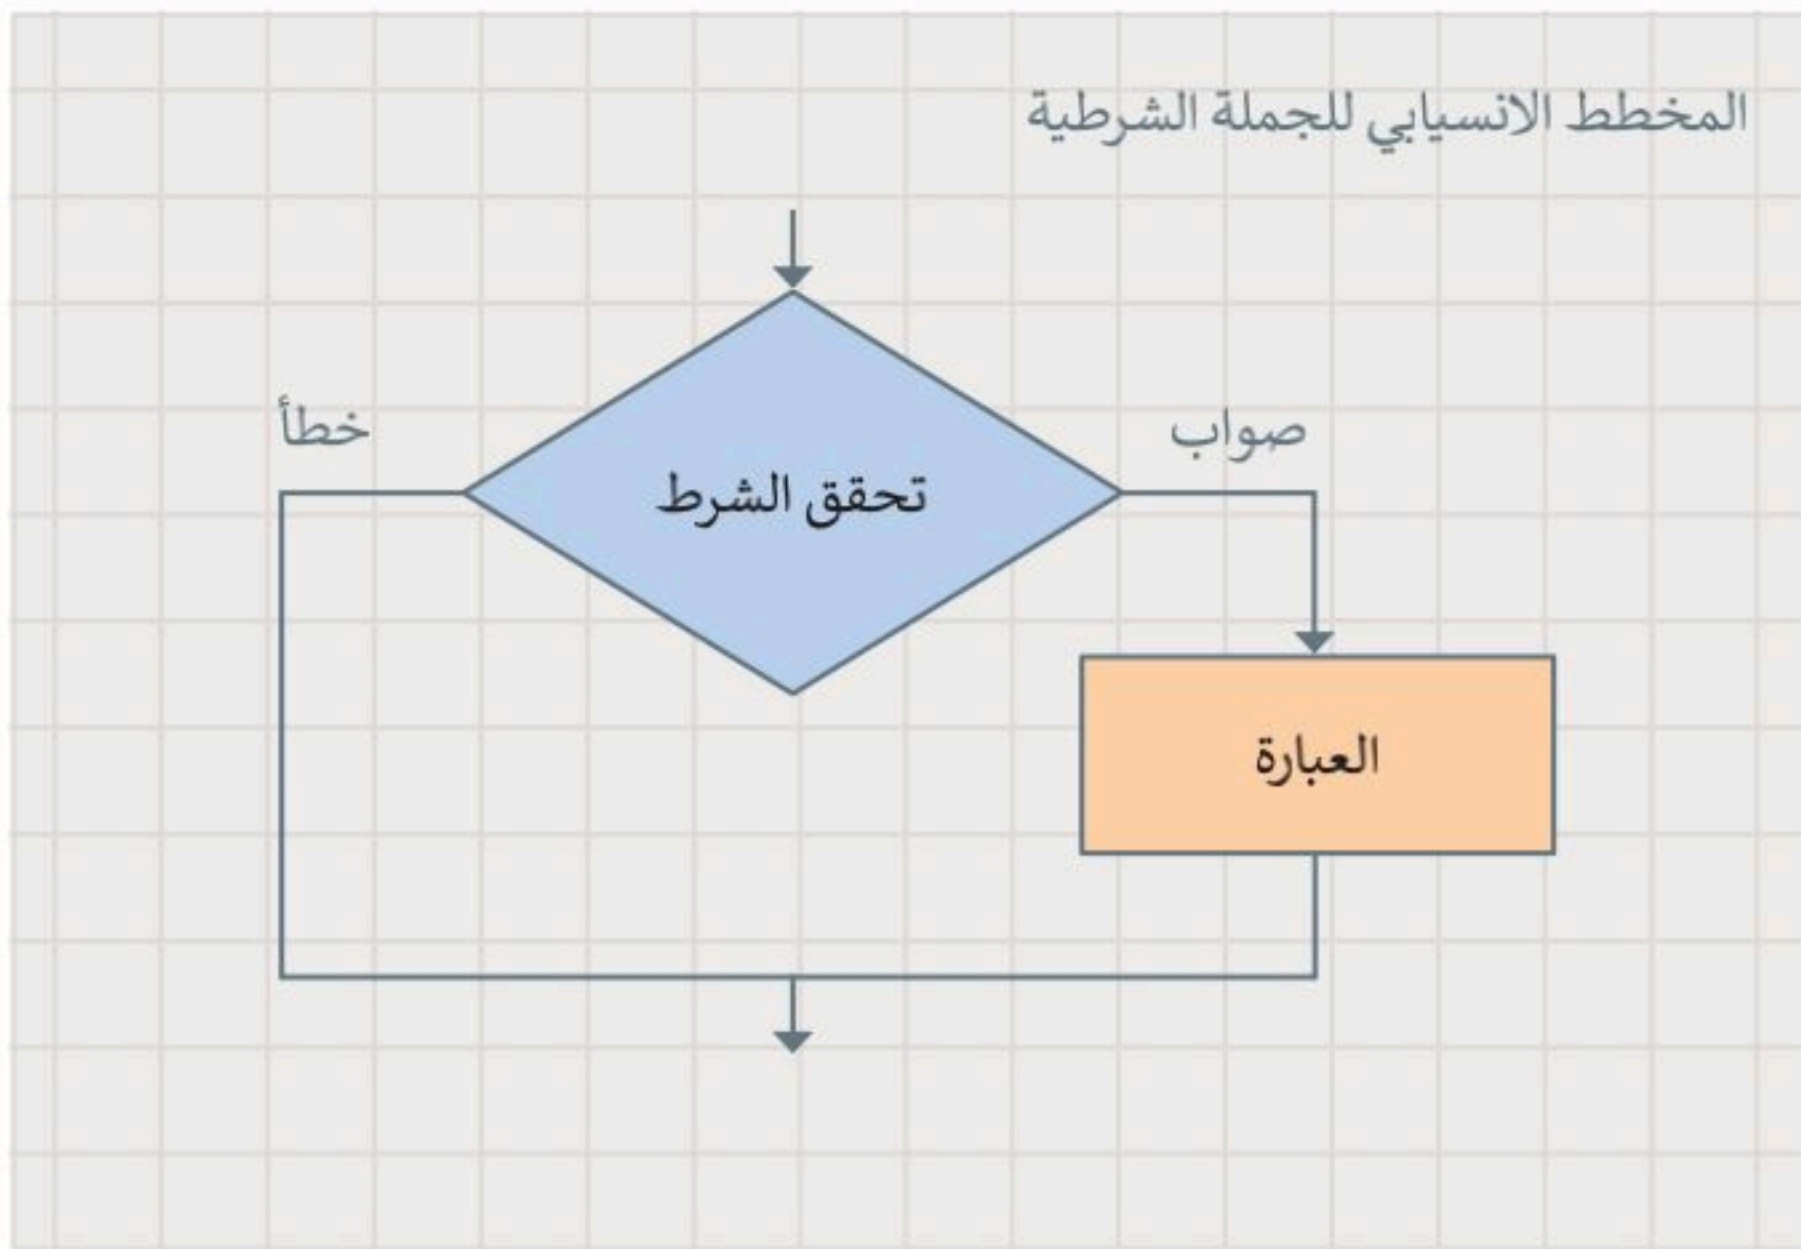 المخطط الانسيابي للجملة الشرطية
صواب
خطأ
تحقق الشرط
العبارة